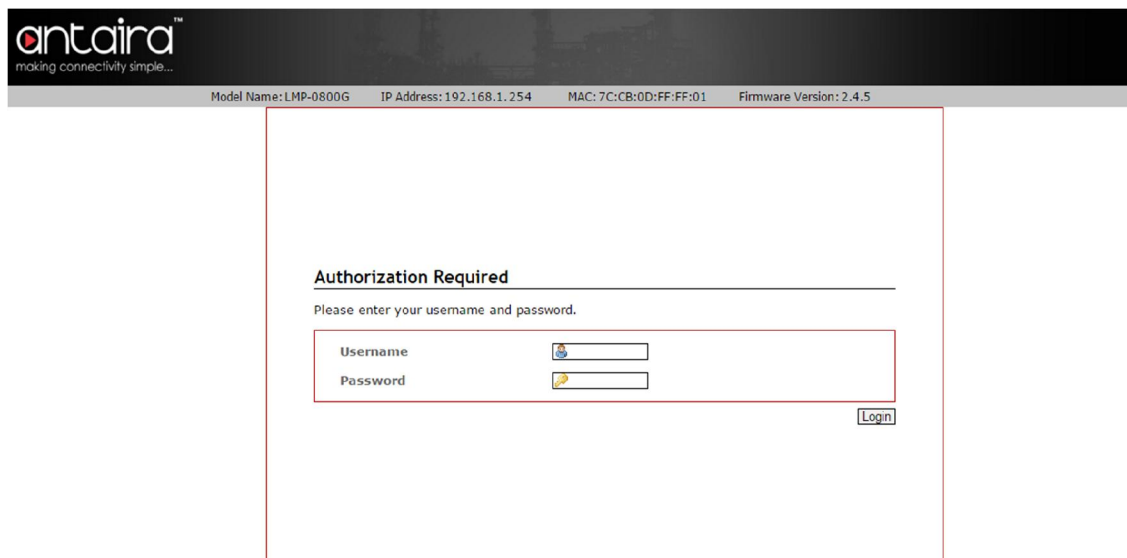 antaira™
making connectivity simple...
Model Name: LMP-0800G IP Address: 192.168.1.254 MAC: 7C:CB:0D:FF:FF:01 Firmware Version: 2.4.5
Authorization Required
Please enter your username and password.
Username
Password
Login